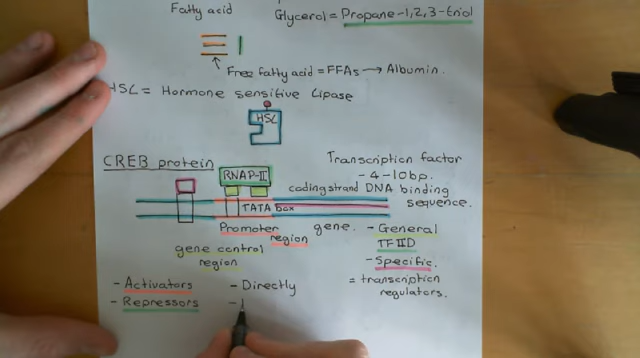 Fatty acid
Glycerol = Propane-1,2,3-triol
Free fatty acid = FFAs → Albumin.
HSL = Hormone sensitive lipase
HSL
CREB protein
Transcription factor
- 4-10bp.
DNA binding
sequence.
RNAP-II
coding strand
TATA box
Promoter
region
gene.
gene control
region
- General
TFIID
- Specific.
= transcription
regulators.
- Activators
- Repressors
- Directly
-